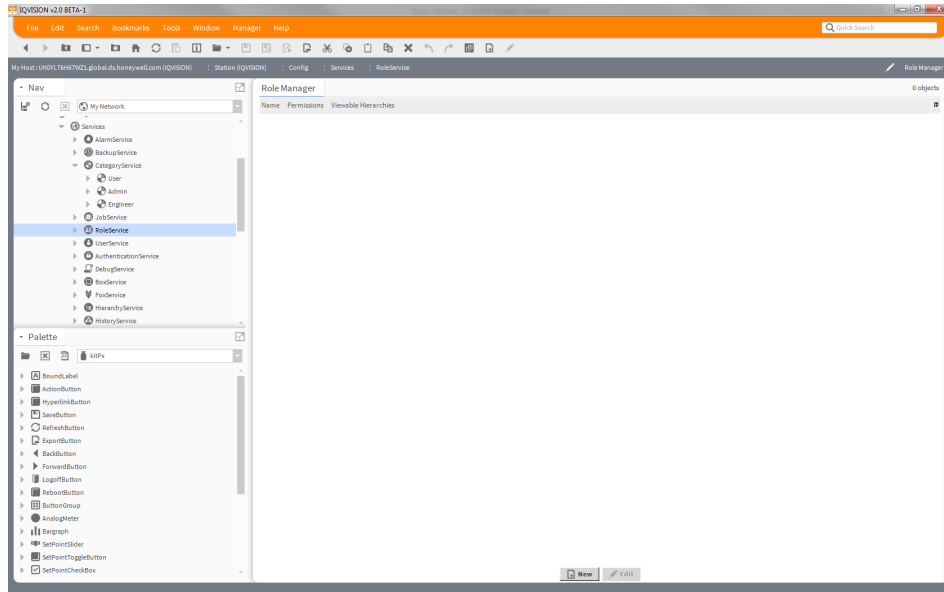 IQVISION v2.0 BETA-1
File Edit Search Bookmarks Tools Window Manager Help
Quick Search
My Host : UK0YLT6H67WZ1.global.ds.honeywell.com (IQVISION) : Station (IQVISION) : Config : Services : RoleService
Role Manager
Nav
My Network
Services
AlarmService
BackupService
CategoryService
User
Admin
Engineer
JobService
RoleService
UserService
AuthenticationService
DebugService
BoxService
FoxService
HierarchyService
HistoryService
Palette
kitPx
BoundLabel
ActionButton
HyperlinkButton
SaveButton
RefreshButton
ExportButton
BackButton
ForwardButton
LogoffButton
RebootButton
ButtonGroup
AnalogMeter
Bargraph
SetPointSlider
SetPointToggleButton
SetPointCheckBox
Role Manager
0 objects
Name Permissions Viewable Hierarchies
New Edit